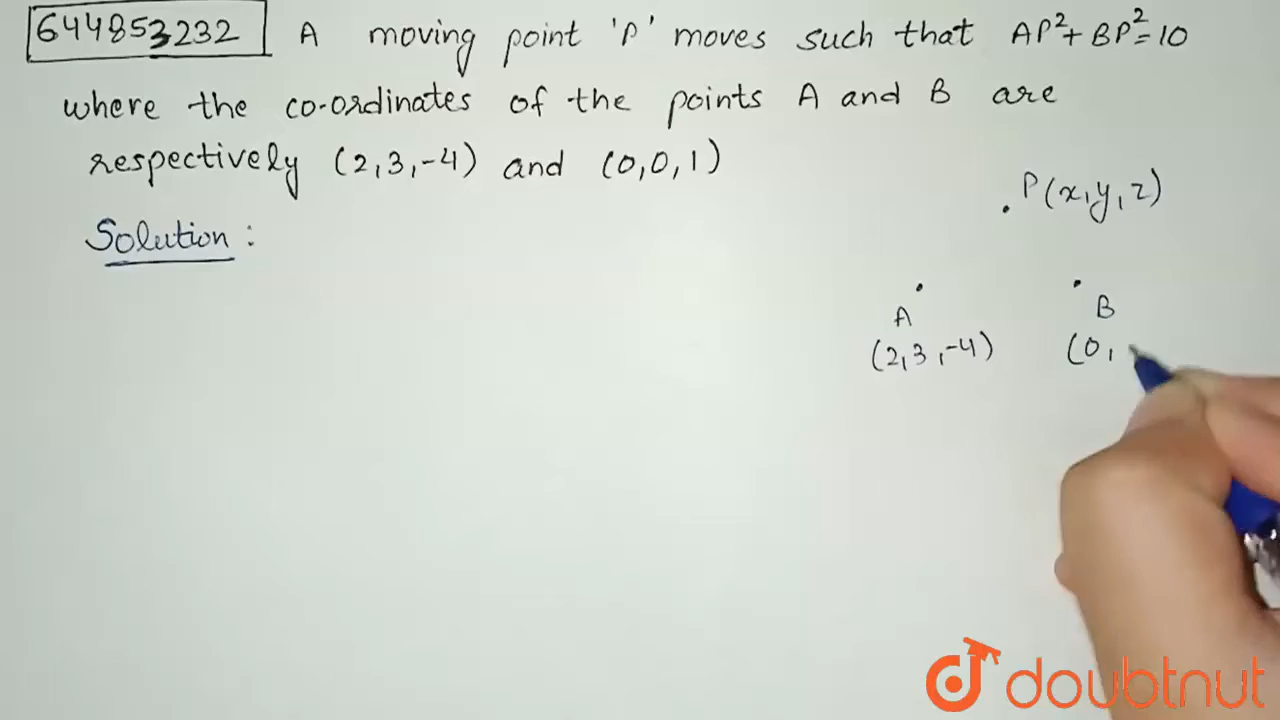 644853232 A moving point 'P' moves such that AP²+BP²=10
where the co-ordinates of the points A and B are
respectively (2,3,-4) and (0,0,1)
P(x,y,z)
Solution:
A B
(2,3,-4) (0,
doubtnut